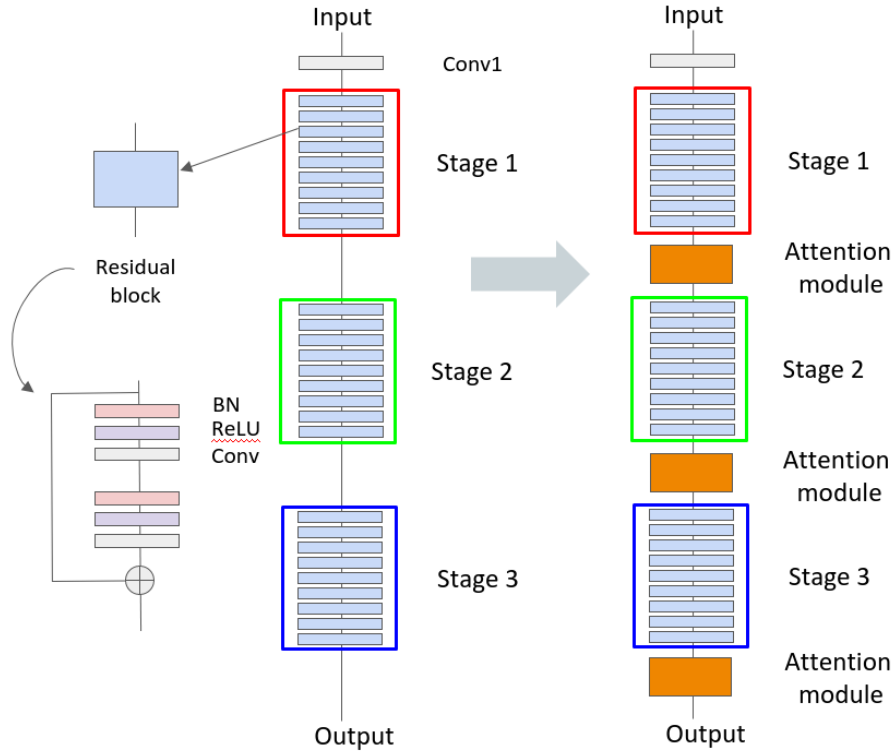 Input
Conv1
Stage 1
Residual
block
Stage 2
BN
ReLU
Conv
Stage 3
Output
Input
Stage 1
Attention
module
Stage 2
Attention
module
Stage 3
Attention
module
Output